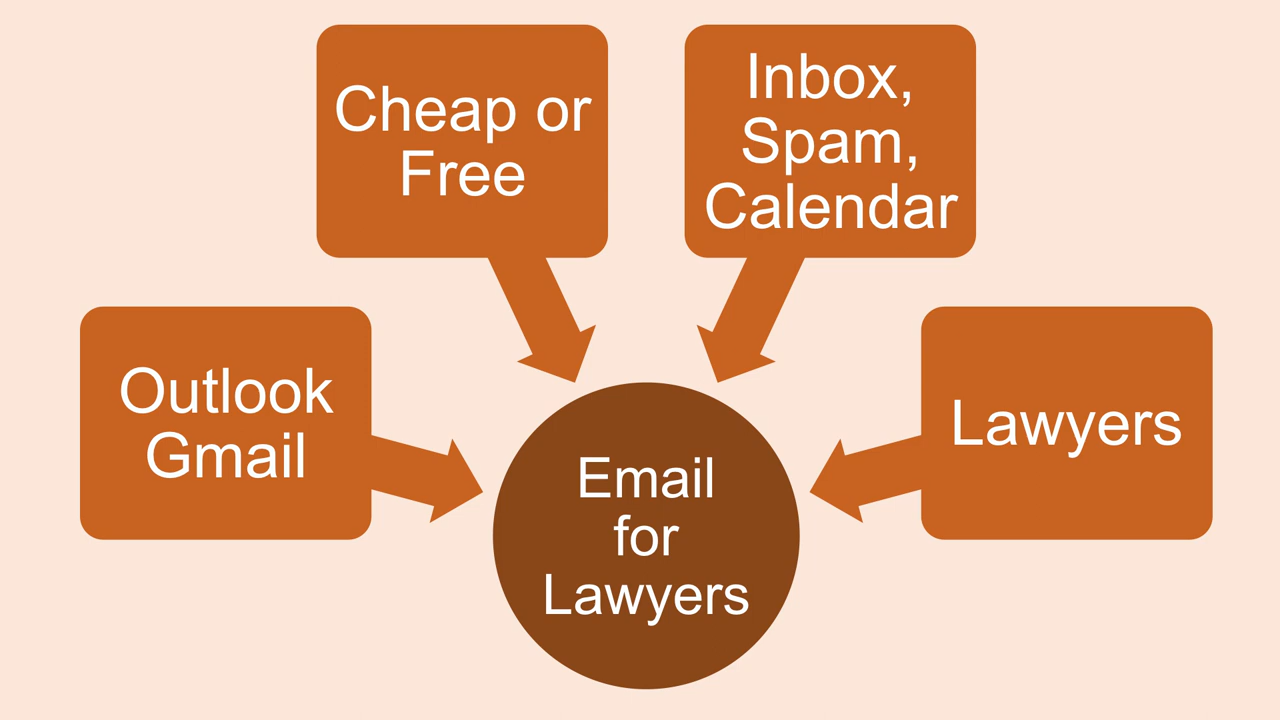 Cheap or
Free
Inbox,
Spam,
Calendar
Outlook
Gmail
Lawyers
Email
for
Lawyers